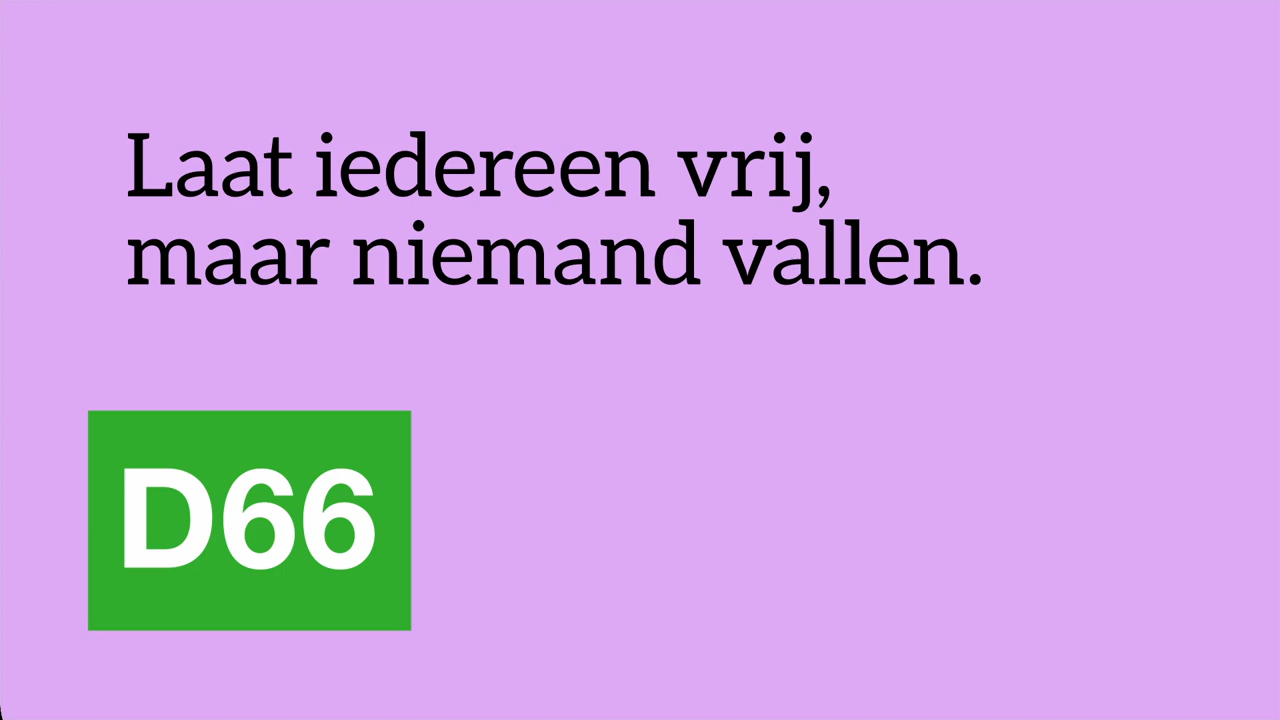 Laat iedereen vrij,
maar niemand vallen.
D66